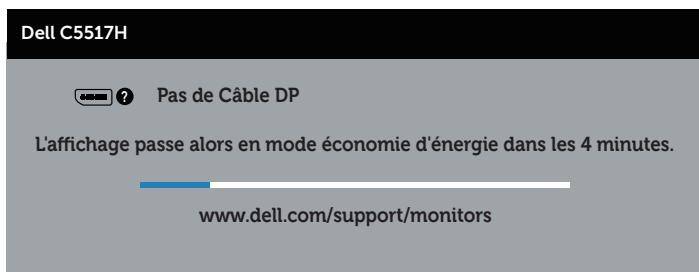 Dell C5517H
? Pas de Câble DP
L'affichage passe alors en mode économie d'énergie dans les 4 minutes.
www.dell.com/support/monitors